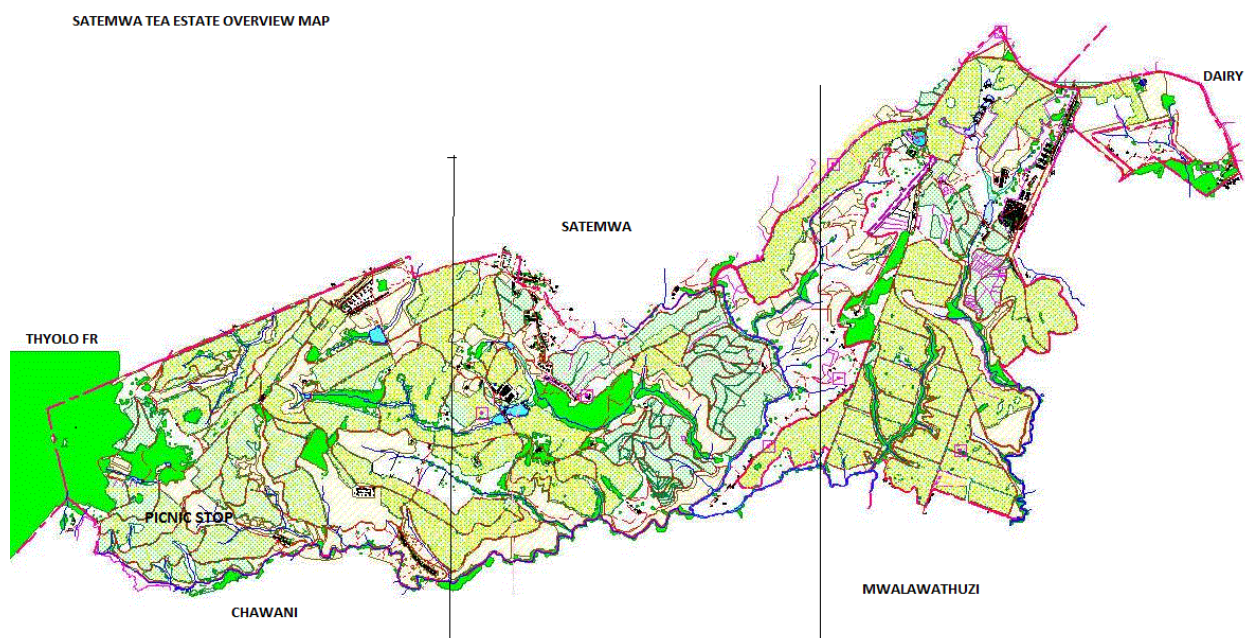 SATEMWA TEA ESTATE OVERVIEW MAP
DAIRY
SATEMWA
THYOLO FR
PICNIC STOP
MWALAWATHUZI
CHAWANI